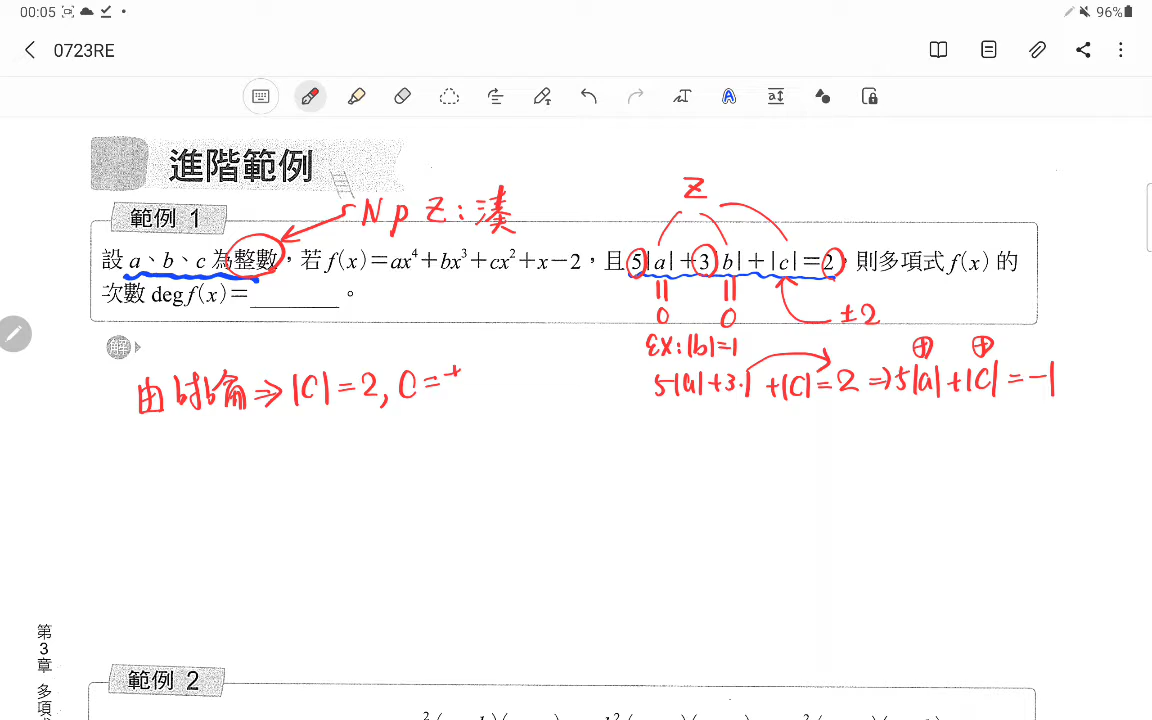 00:05 96%
0723RE
進階範例
Z
範例 1
N p Z : 湊
設 a、b、c 為整數，若 f(x)=ax⁴+bx³+cx²+x−2，且 5|a|+3|b|+|c|=2，則多項式 f(x) 的
次數 deg f(x)=________。
0 0 ±2
解
EX:|b|=1
由討論⇒|C|=2, C=+
5|a|+3·1+|C|=2⇒5|a|+|C|=-1
⊕ ⊕
第3章 多項
範例 2